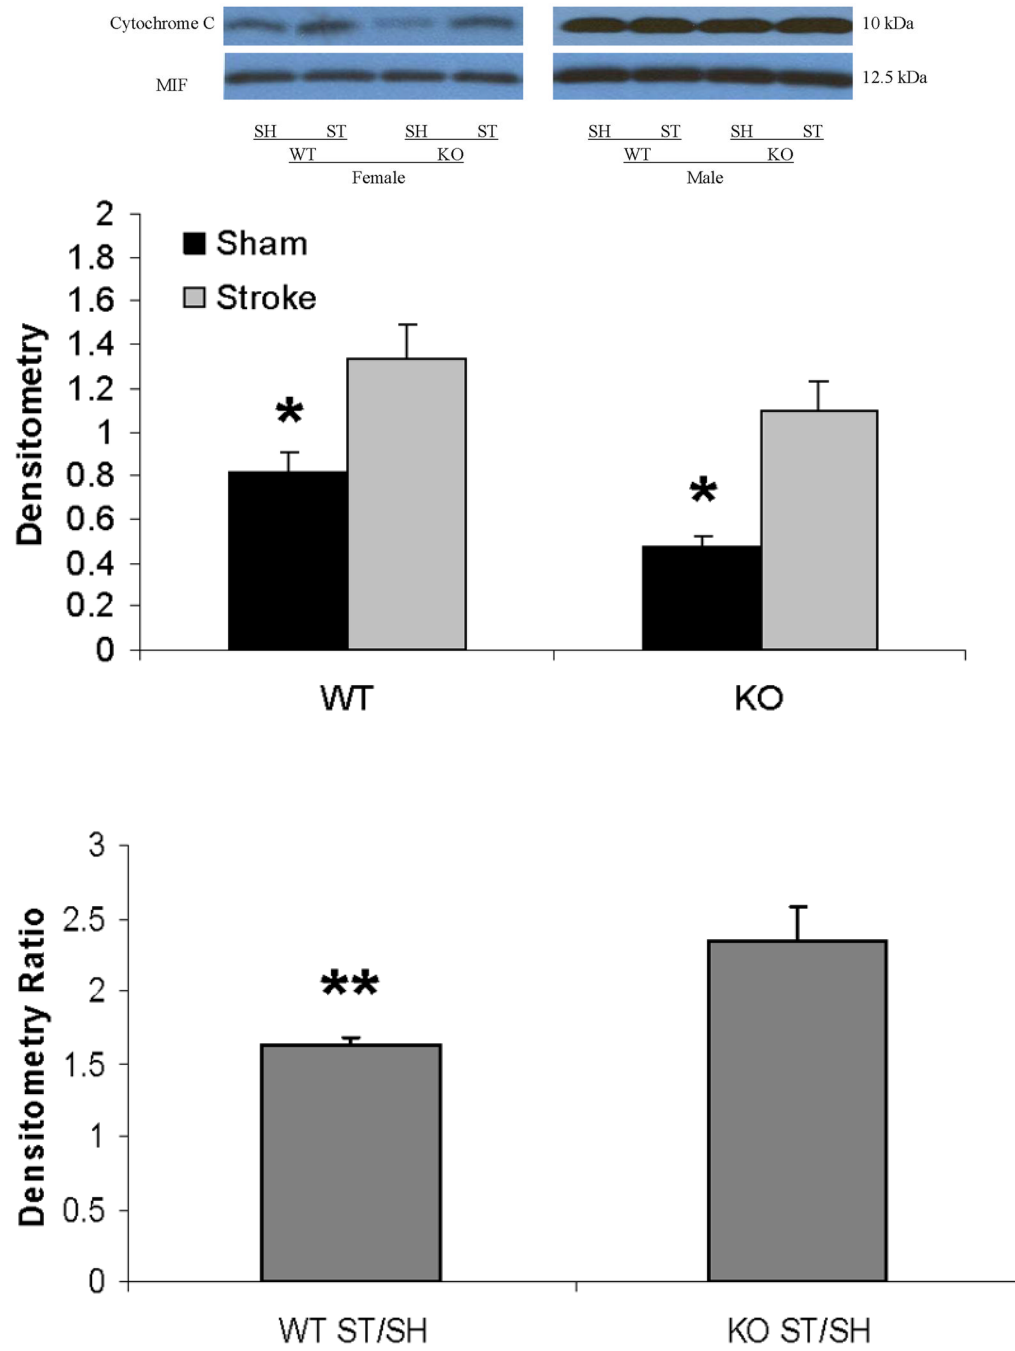 Cytochrome C 10 kDa
MIF 12.5 kDa
SH ST SH ST SH ST SH ST
WT KO WT KO
Female Male
2
1.8
1.6
1.4
1.2
1
0.8
0.6
0.4
0.2
0
Densitometry
Sham
Stroke
*
*
WT KO
3
2.5
2
1.5
1
0.5
0
Densitometry Ratio
**
WT ST/SH KO ST/SH